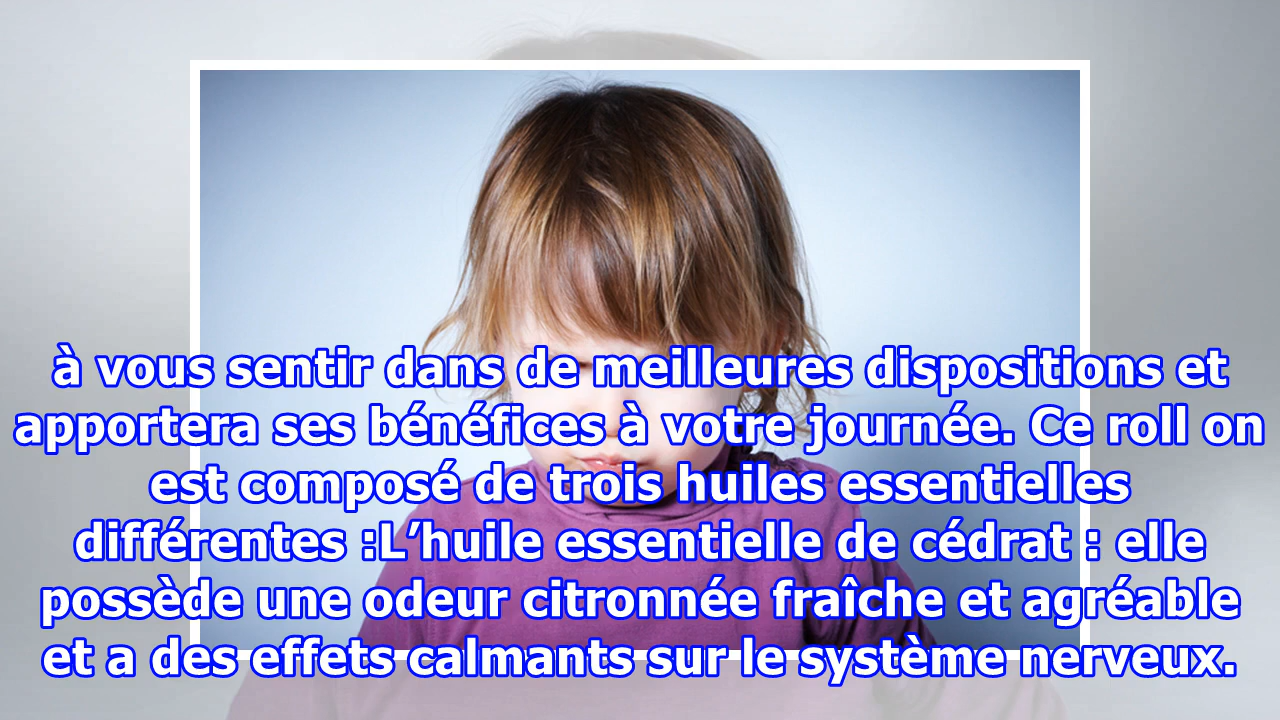 à vous sentir dans de meilleures dispositions et
apportera ses bénéfices à votre journée. Ce roll on
est composé de trois huiles essentielles
différentes :L’huile essentielle de cédrat : elle
possède une odeur citronnée fraîche et agréable
et a des effets calmants sur le système nerveux.